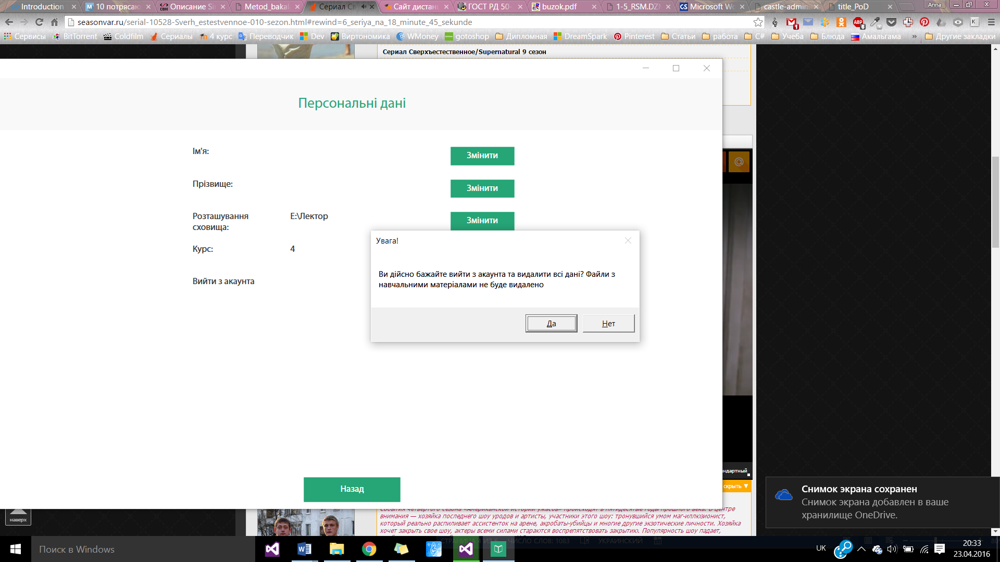 Introduction
10 потрясаю
Описание Si
Metod_bakal
Сериал Св
Сайт дистан
ГОСТ РД 50-
buzok.pdf
1-5_RSM.DZN
Microsoft Wo
castle-admin
title_PoD
Anna
seasonvar.ru/serial-10528-Sverh_estestvennoe-010-sezon.html#rewind=6_seriya_na_18_minute_45_sekunde
Сервисы
BitTorrent
Coldfilm
Сериалы
4 курс
Переводчик
Dev
Виртономика
WMoney
gotoshop
Дипломная
DreamSpark
Pinterest
Статьи
работа
C#
Учеба
Блюда
Амальгама
»
Другие закладки
Сериал Сверхъестественное/Supernatural 9 сезон
Персональні дані
Ім'я:
Змінити
Прізвище:
Змінити
Розташування
сховища:
E:\Лектор
Змінити
Курс:
4
Вийти з акаунта
Увага!
Ви дійсно бажайте вийти з акаунта та видалити всі дані? Файли з
навчальними матеріалами не буде видалено
Да
Нет
Назад
ндартный
скрыть ▼
наверх
События четвертого сезона «Американской истории ужасов» происходят в пятидесятые годы прошлого века. В центре
внимания — хозяйка последнего шоу уродов и артисты, участники этого шоу: тронувшийся умом маг-иллюзионист,
который реально распиливает ассистенток на арене, акробаты-убийцы и многие другие экзотические личности. Хозяйка
хочет закрыть свое шоу, актеры всеми силами стараются воспрепятствовать закрытию. Популярность шоу падает,
Снимок экрана сохранен
Снимок экрана добавлен в ваше
хранилище OneDrive.
Поиск в Windows
ЧИСЛО СЛОВ: 1083
УКРАИНСКИЙ
UK
20:33
23.04.2016